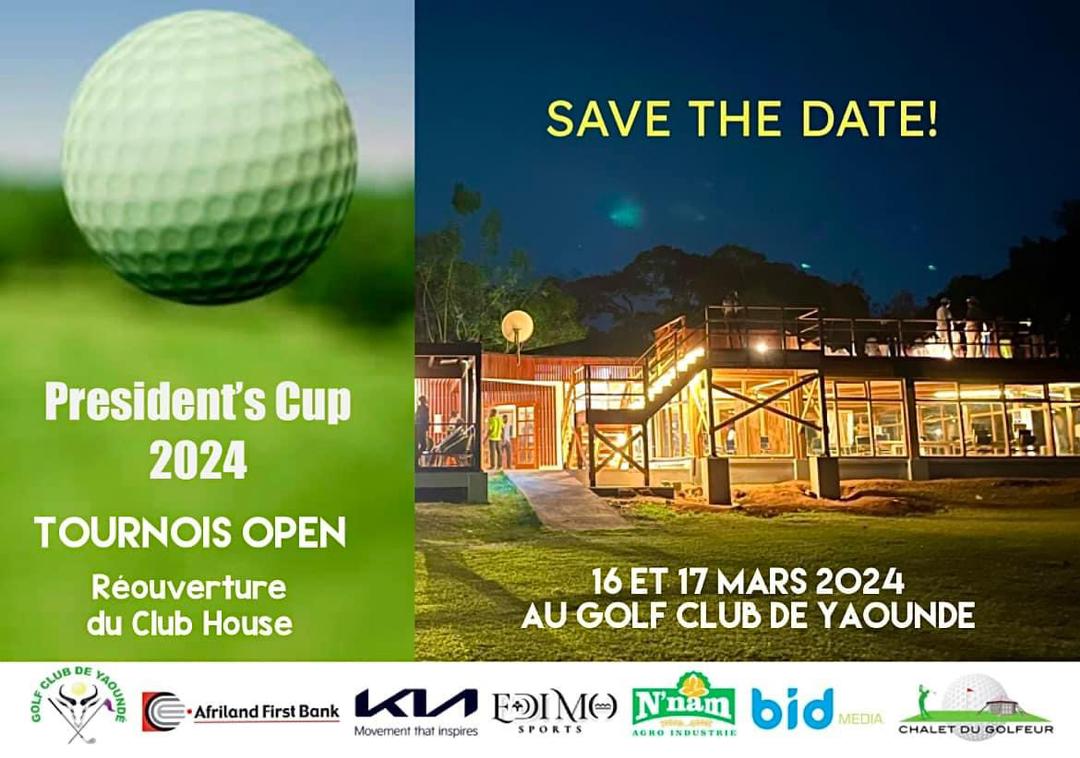 President's Cup
2024
TOURNOIS OPEN
Réouverture
du Club House
SAVE THE DATE!
16 ET 17 MARS 2024
AU GOLF CLUB DE YAOUNDE
GOLF CLUB DE YAOUNDÉ
Afriland First Bank
KIA
Movement that inspires
EDIMO
SPORTS
N'nam
AGRO INDUSTRIE
bid MEDIA
CHALET DU GOLFEUR